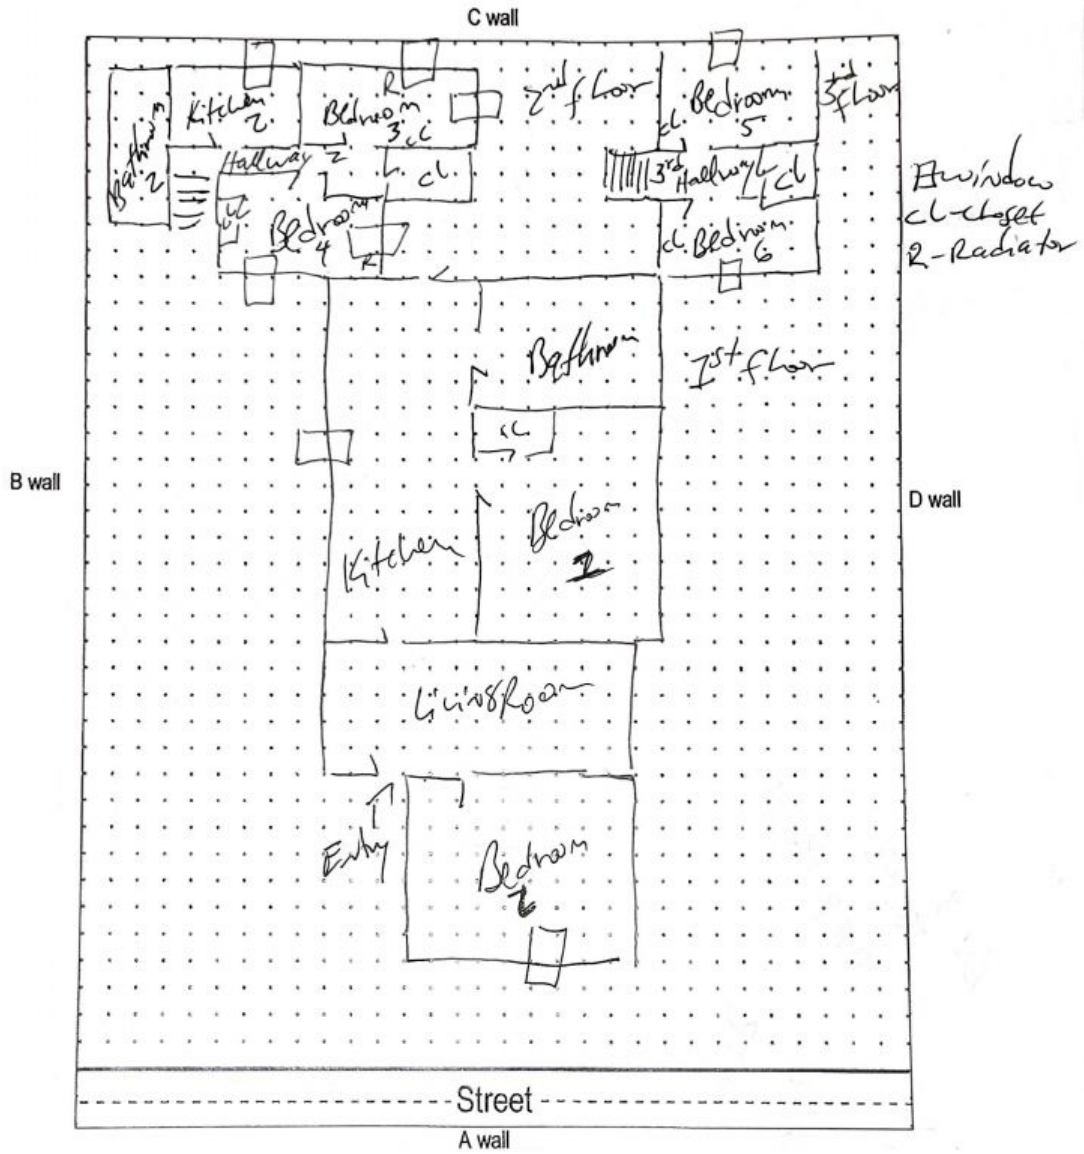 C wall
Kitchen
2
Bedroom
3
R
cL
2nd floor
Bedroom
5
cL
3rd
floor
Bathroom
2
Hallway
2
cL
3rd
Hallway
cL
cL
Bedroom
4
R
cL
Bedroom
6
window
cL-closet
R-Radiator
Bathroom
1st floor
cL
B wall
D wall
Kitchen
Bedroom
1
Living Room
Entry
Bedroom
2
Street
A wall